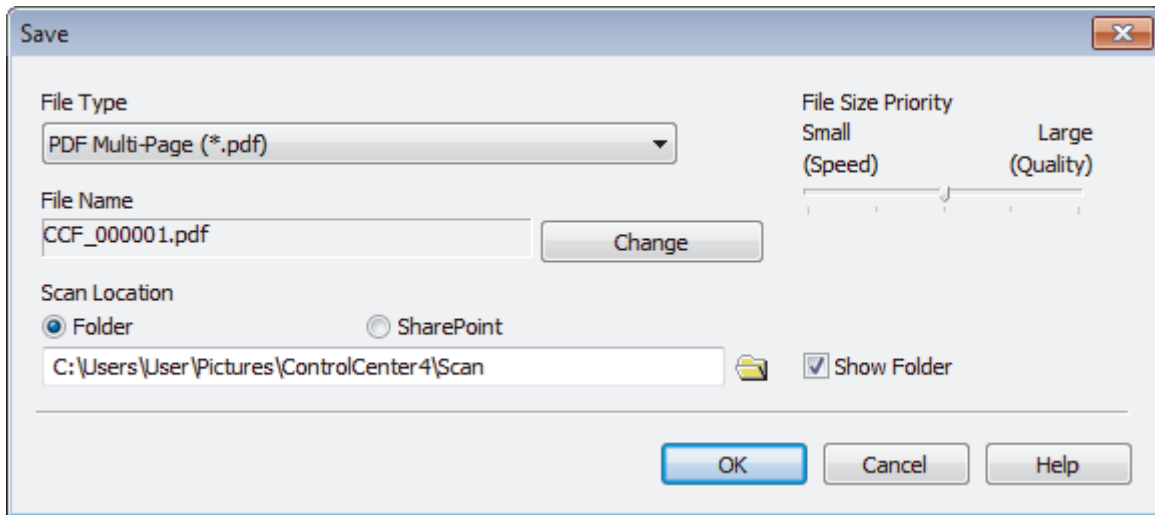 Save
File Type
PDF Multi-Page (*.pdf)
File Size Priority
Small Large
(Speed) (Quality)
File Name
CCF_000001.pdf
Change
Scan Location
Folder SharePoint
C:\Users\User\Pictures\ControlCenter4\Scan
Show Folder
OK Cancel Help